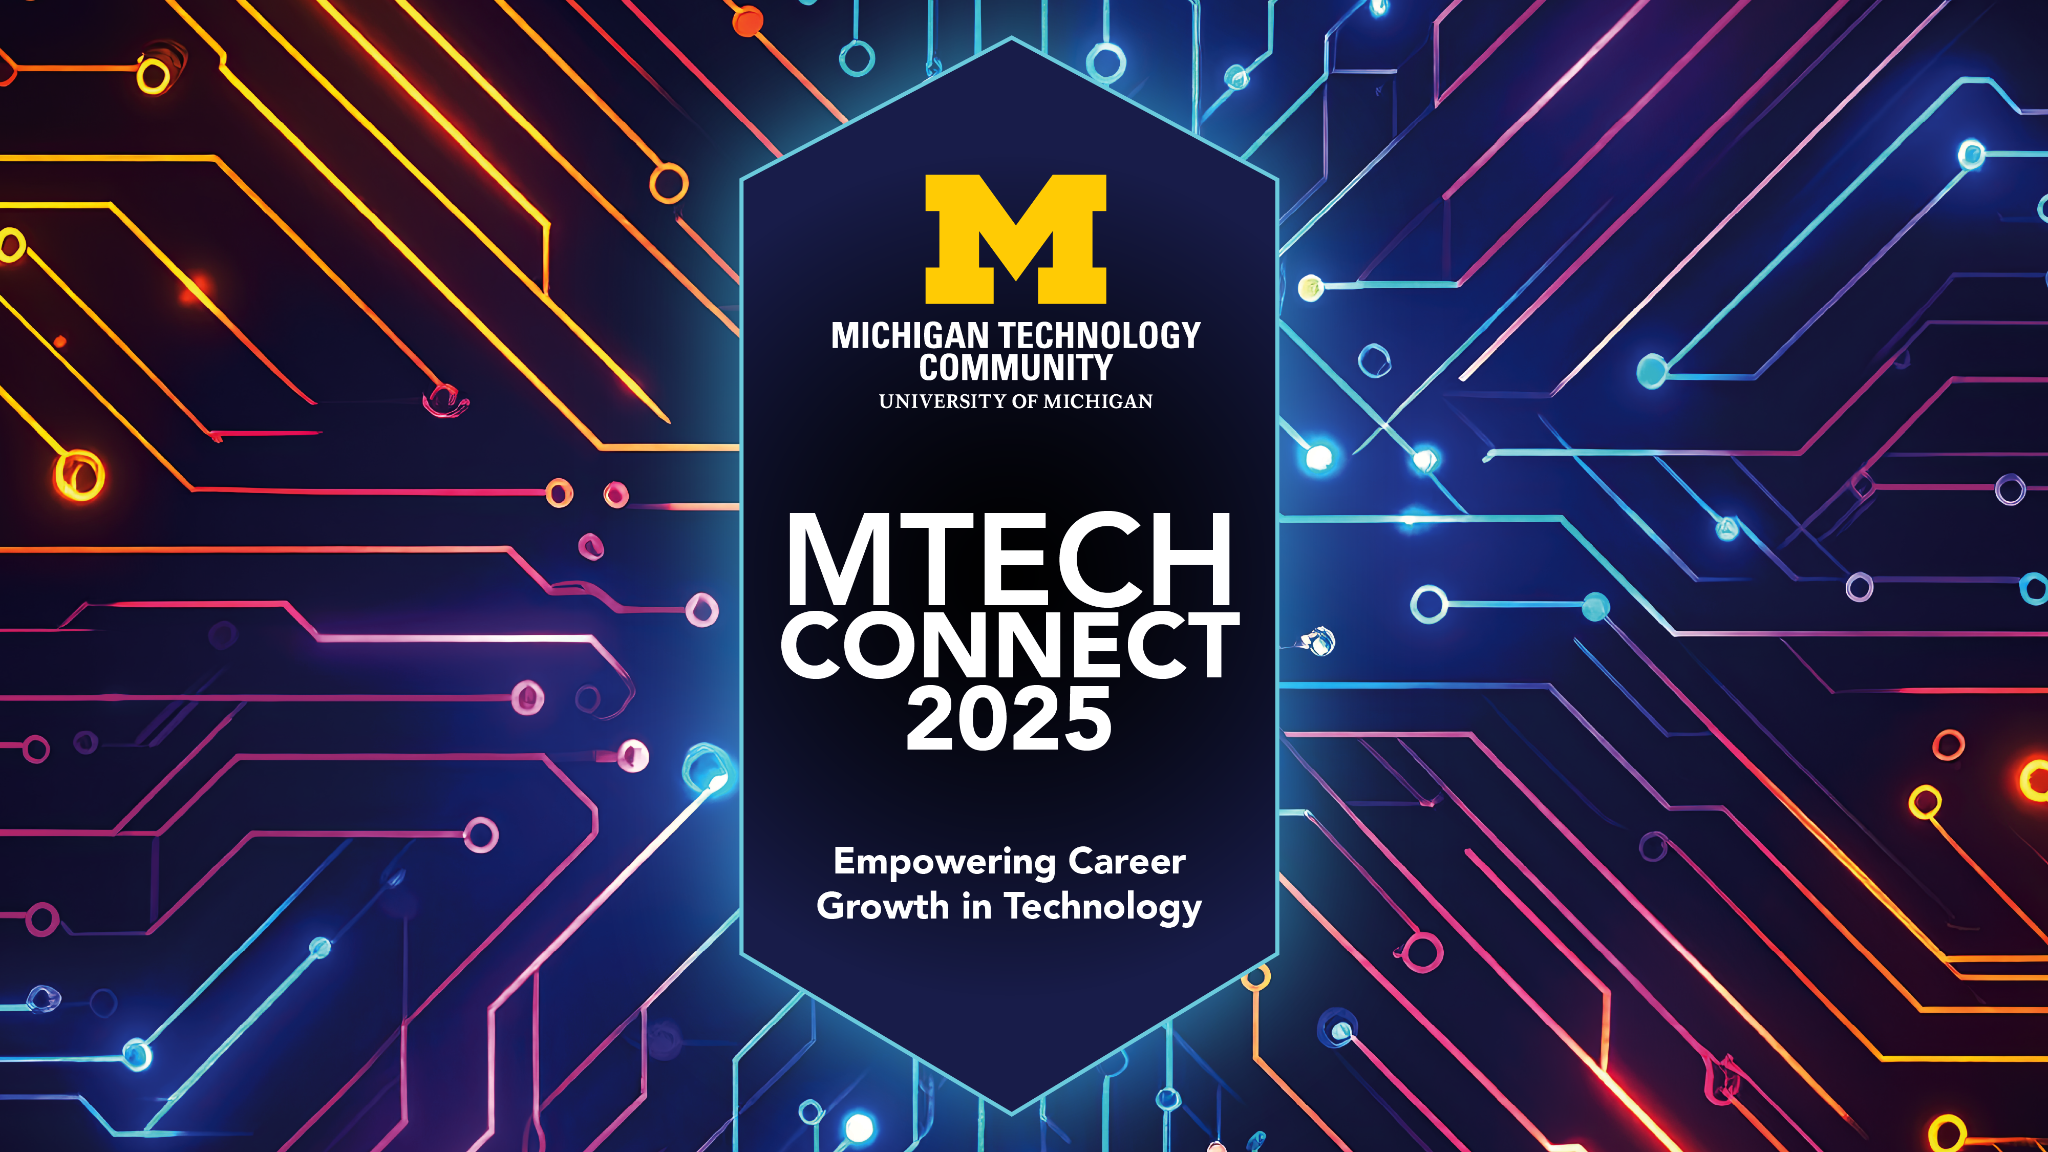 M
MICHIGAN TECHNOLOGY
COMMUNITY
UNIVERSITY OF MICHIGAN
MTECH
CONNECT
2025
Empowering Career
Growth in Technology